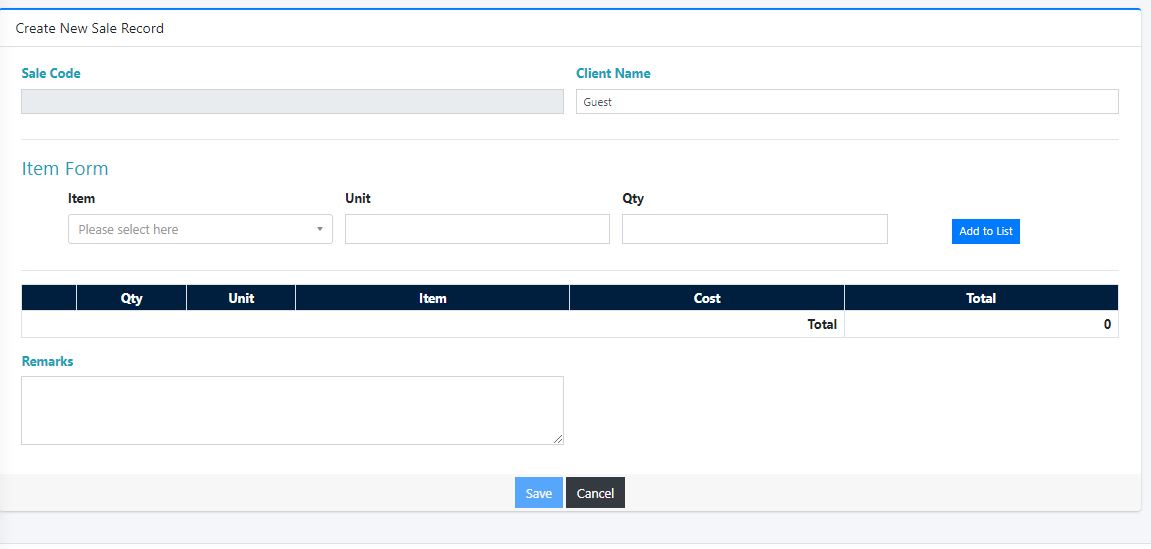 Create New Sale Record
Sale Code Client Name
Guest
Item Form
Item Unit Qty
Please select here Add to List
Qty Unit Item Cost Total
Total 0
Remarks
Save Cancel